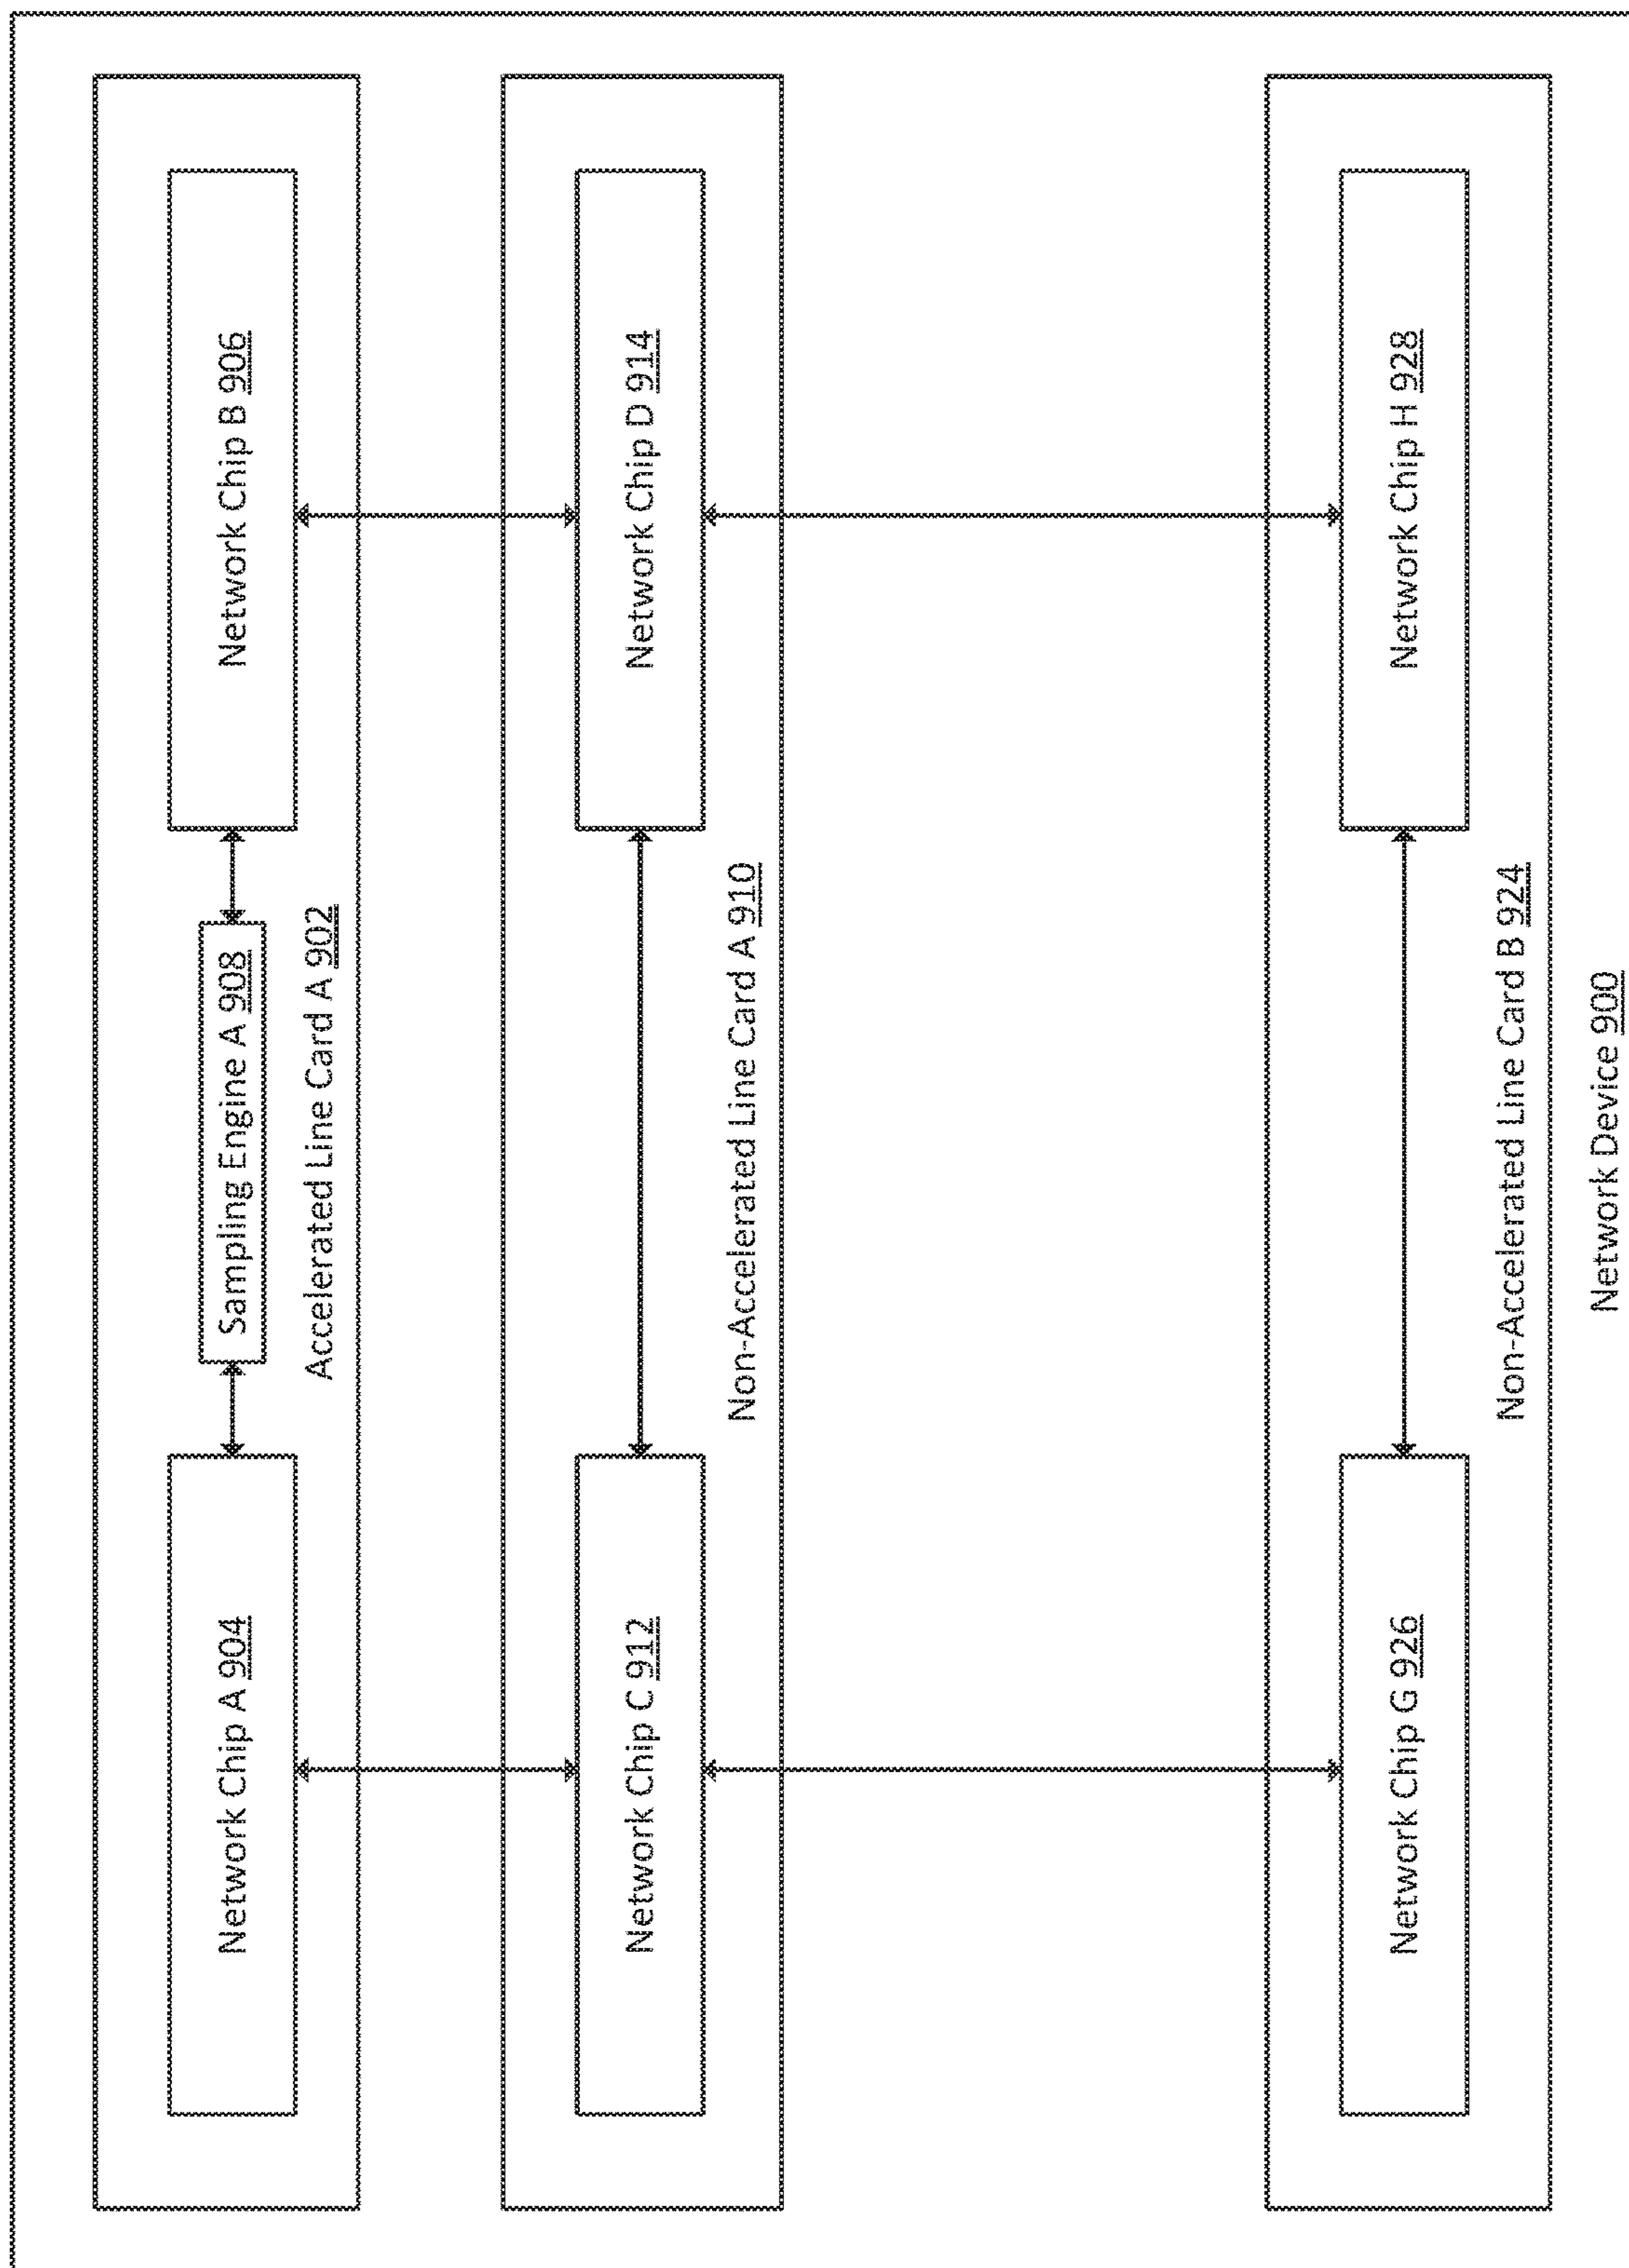 Network Chip A 904
Sampling Engine A 908
Network Chip B 906
Accelerated Line Card A 902
Network Chip C 912
Network Chip D 914
Non-Accelerated Line Card A 910
Network Chip G 926
Network Chip H 928
Non-Accelerated Line Card B 924
Network Device 900